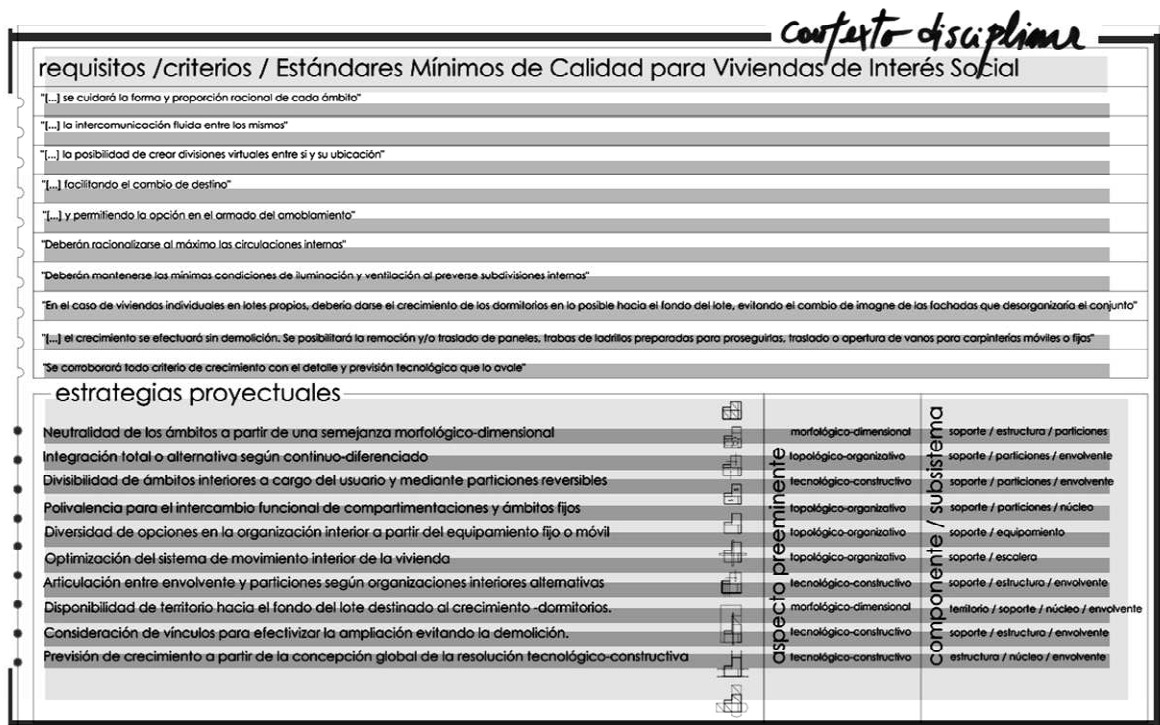 contexto disciplinar
requisitos /criterios / Estándares Mínimos de Calidad para Viviendas de Interés Social
"[...] se cuidará la forma y proporción racional de cada ámbito"
"[...] la intercomunicación fluida entre los mismos"
"[...] la posibilidad de crear divisiones virtuales entre si y su ubicación"
"[...] facilitando el cambio de destino"
"[...] y permitiendo la opción en el armado del amoblamiento"
"Deberán racionalizarse al máximo las circulaciones internas"
"Deberán mantenerse las mínimas condiciones de iluminación y ventilación al preverse subdivisiones internas"
"En el caso de viviendas individuales en lotes propios, debería darse el crecimiento de los dormitorios en lo posible hacia el fondo del lote, evitando el cambio de imagne de las fachadas que desorganizaría el conjunto"
"[...] el crecimiento se efectuará sin demolición. Se posibilitará la remoción y/o traslado de paneles, trabas de ladrillos preparadas para proseguirlas, traslado o apertura de vanos para carpinterías móviles o fijas"
"Se corroborará todo criterio de crecimiento con el detalle y previsión tecnológica que lo avale"
estrategias proyectuales
aspecto preeminente
componente / subsistema
Neutralidad de los ámbitos a partir de una semejanza morfológico-dimensional morfológico-dimensional soporte / estructura / particiones
Integración total o alternativa según continuo-diferenciado topológico-organizativo soporte / particiones / envolvente
Divisibilidad de ámbitos interiores a cargo del usuario y mediante particiones reversibles tecnológico-constructivo soporte / particiones / envolvente
Polivalencia para el intercambio funcional de compartimentaciones y ámbitos fijos topológico-organizativo soporte / particiones / núcleo
Diversidad de opciones en la organización interior a partir del equipamiento fijo o móvil topológico-organizativo soporte / equipamiento
Optimización del sistema de movimiento interior de la vivienda topológico-organizativo soporte / escalera
Articulación entre envolvente y particiones según organizaciones interiores alternativas tecnológico-constructivo soporte / estructura / envolvente
Disponibilidad de territorio hacia el fondo del lote destinado al crecimiento -dormitorios. morfológico-dimensional territorio / soporte / núcleo / envolvente
Consideración de vínculos para efectivizar la ampliación evitando la demolición. tecnológico-constructivo soporte / estructura / envolvente
Previsión de crecimiento a partir de la concepción global de la resolución tecnológico-constructiva tecnológico-constructivo estructura / núcleo / envolvente